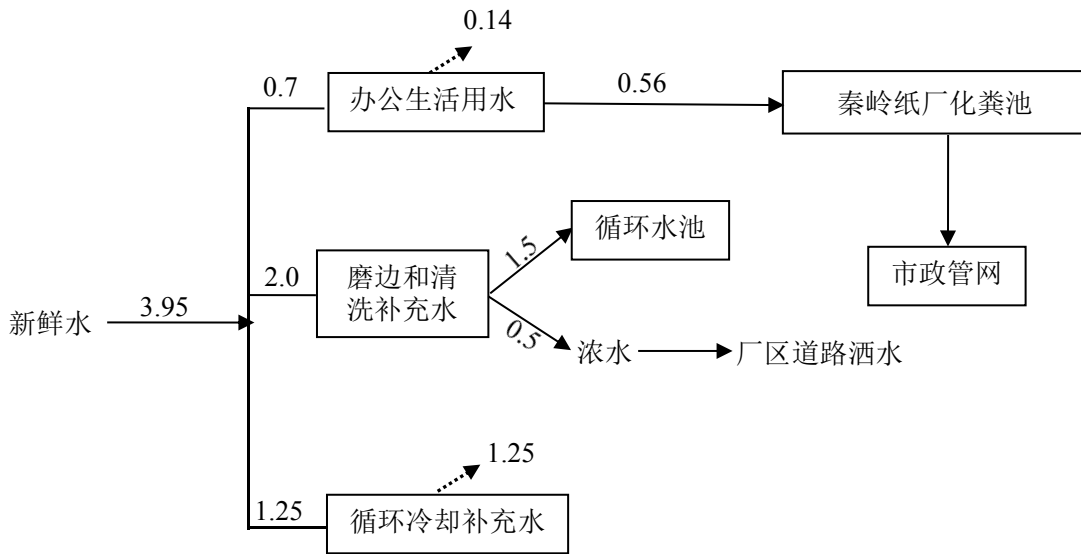 0.14
0.7
办公生活用水
0.56
秦岭纸厂化粪池
循环水池
1.5
2.0
磨边和清
洗补充水
市政管网
新鲜水
3.95
0.5
浓水
厂区道路洒水
1.25
1.25
循环冷却补充水